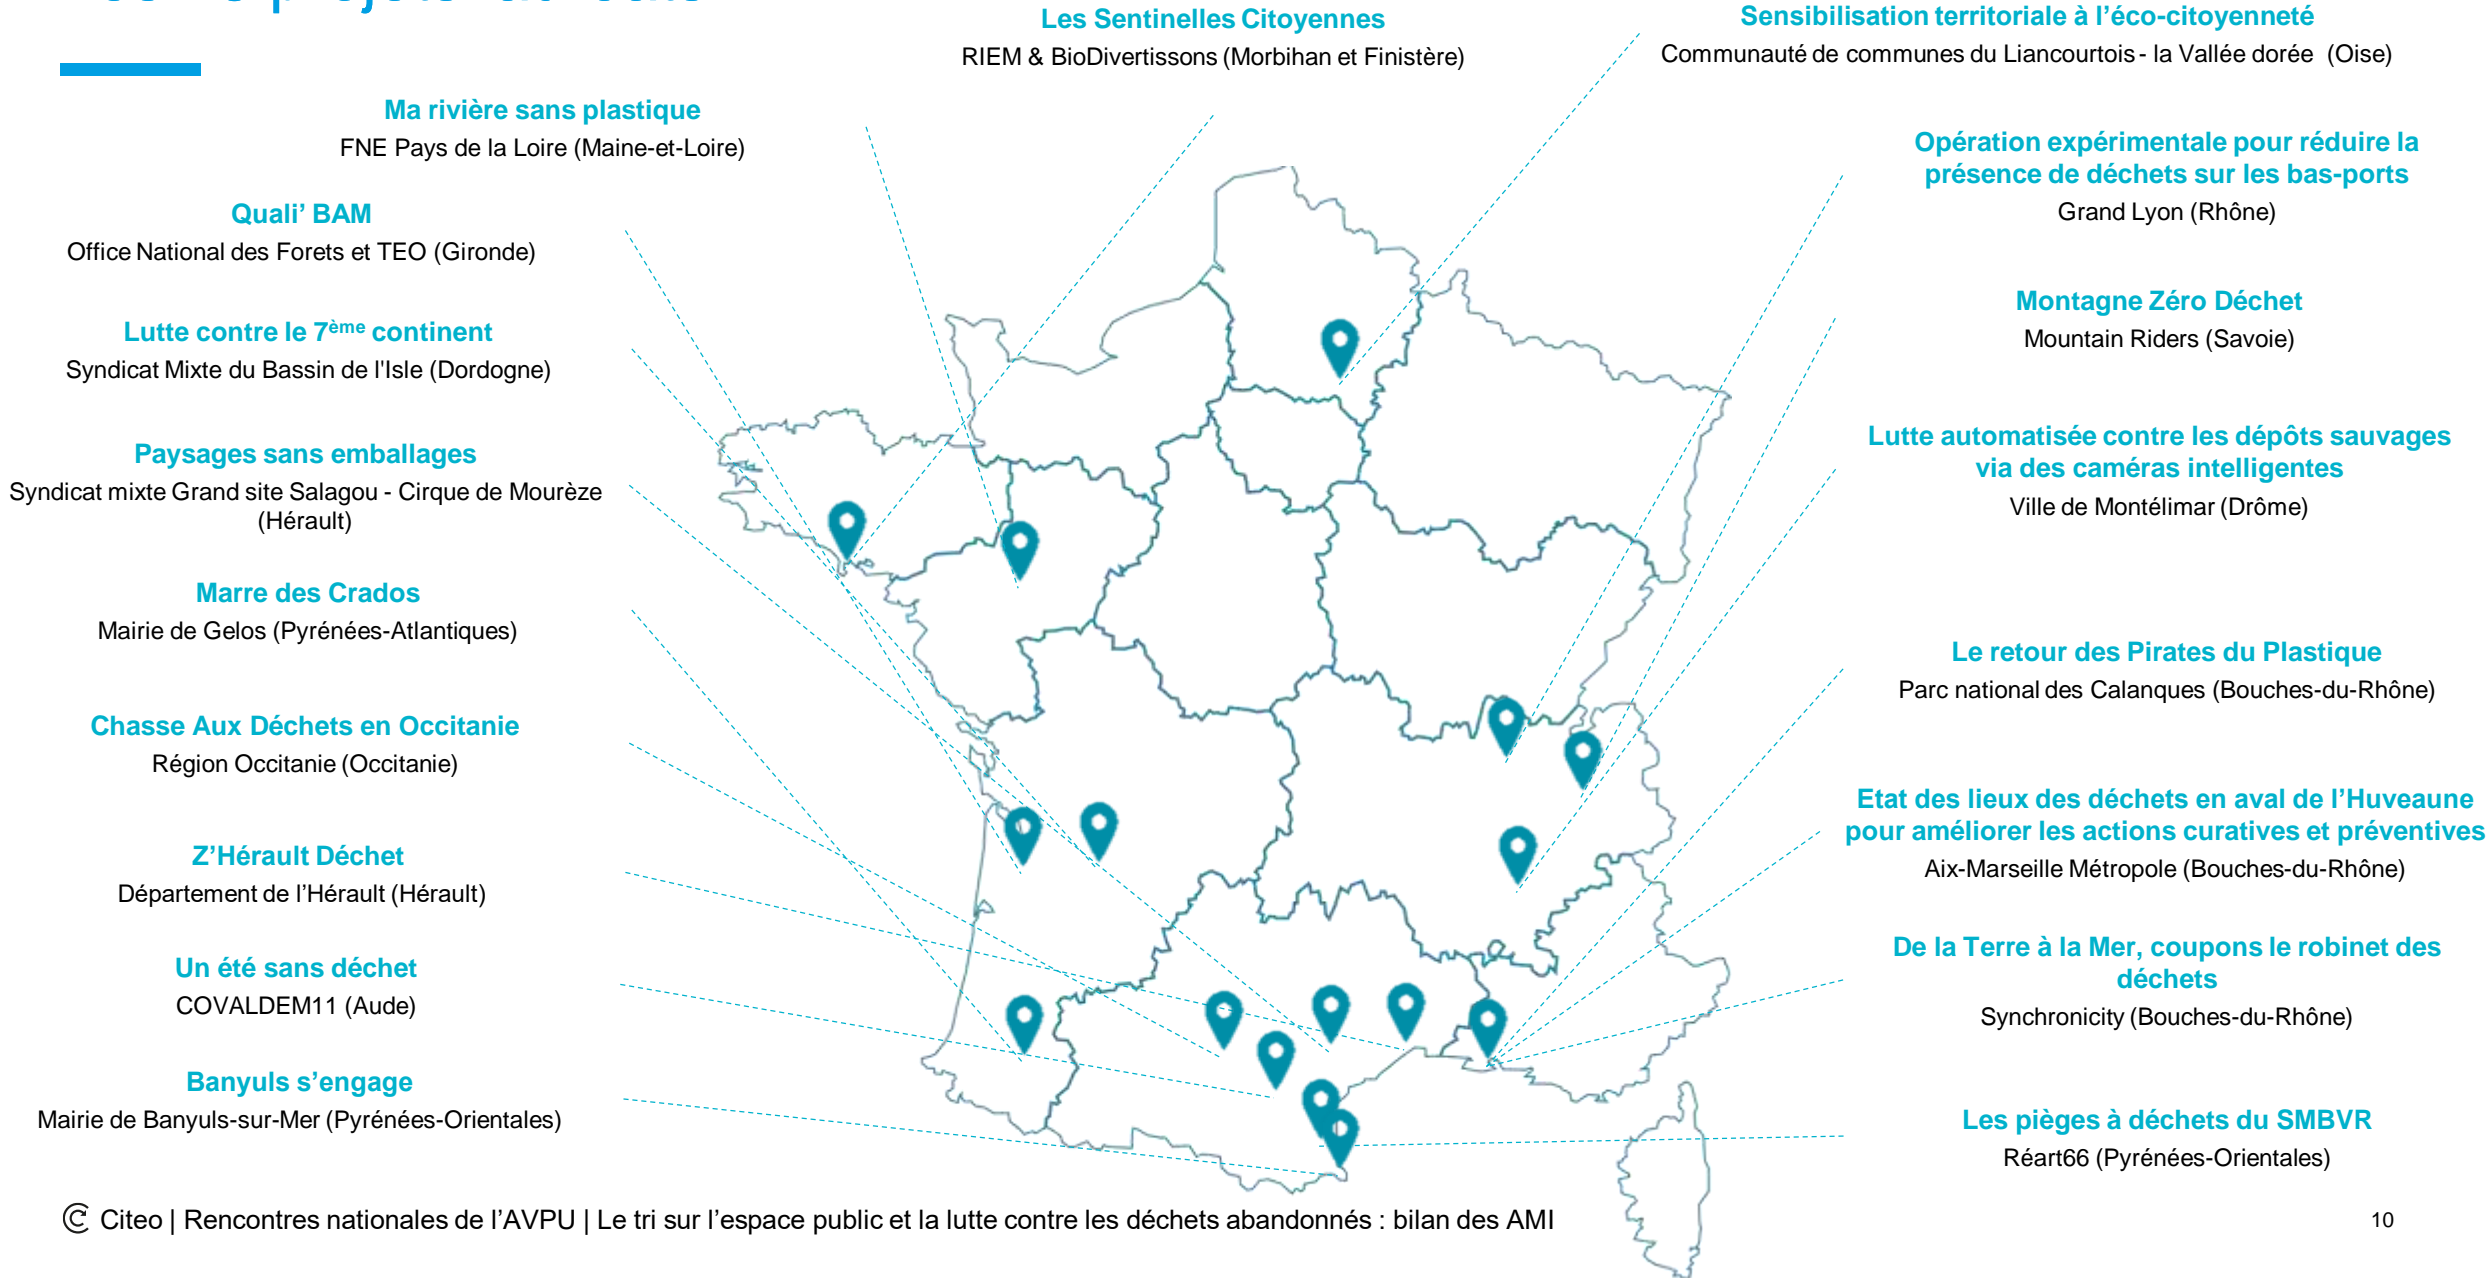 Les Sentinelles Citoyennes
RIEM & BioDivertissons (Morbihan et Finistère)
Sensibilisation territoriale à l’éco-citoyenneté
Communauté de communes du Liancourtois - la Vallée dorée (Oise)
Ma rivière sans plastique
FNE Pays de la Loire (Maine-et-Loire)
Quali’ BAM
Office National des Forets et TEO (Gironde)
Lutte contre le 7ème continent
Syndicat Mixte du Bassin de l'Isle (Dordogne)
Paysages sans emballages
Syndicat mixte Grand site Salagou - Cirque de Mourèze
(Hérault)
Marre des Crados
Mairie de Gelos (Pyrénées-Atlantiques)
Chasse Aux Déchets en Occitanie
Région Occitanie (Occitanie)
Z’Hérault Déchet
Département de l’Hérault (Hérault)
Un été sans déchet
COVALDEM11 (Aude)
Banyuls s’engage
Mairie de Banyuls-sur-Mer (Pyrénées-Orientales)
Opération expérimentale pour réduire la
présence de déchets sur les bas-ports
Grand Lyon (Rhône)
Montagne Zéro Déchet
Mountain Riders (Savoie)
Lutte automatisée contre les dépôts sauvages
via des caméras intelligentes
Ville de Montélimar (Drôme)
Le retour des Pirates du Plastique
Parc national des Calanques (Bouches-du-Rhône)
Etat des lieux des déchets en aval de l’Huveaune
pour améliorer les actions curatives et préventives
Aix-Marseille Métropole (Bouches-du-Rhône)
De la Terre à la Mer, coupons le robinet des
déchets
Synchronicity (Bouches-du-Rhône)
Les pièges à déchets du SMBVR
Réart66 (Pyrénées-Orientales)
Citeo | Rencontres nationales de l’AVPU | Le tri sur l’espace public et la lutte contre les déchets abandonnés : bilan des AMI
10